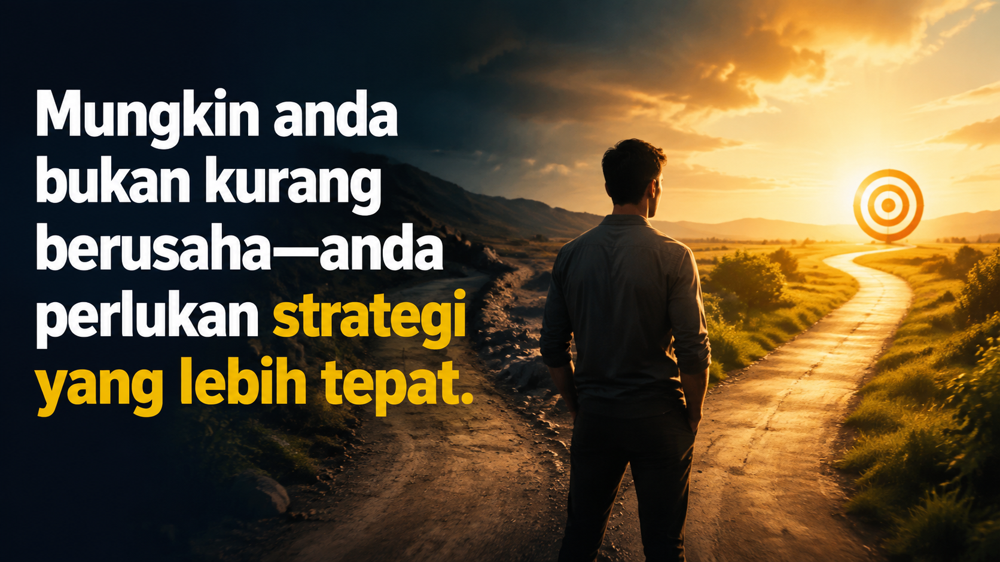 Mungkin anda
bukan kurang
berusaha—anda
perlukan strategi
yang lebih tepat.